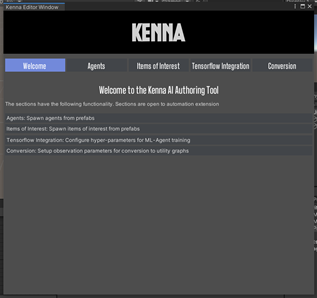 Kenna Editor Window
KENNA
Welcome
Agents
Items of Interest
Tensorflow Integration
Conversion
Welcome to the Kenna AI Authoring Tool
The sections have the following functionality. Sections are open to automation extension
Agents: Spawn agents from prefabs
Items of Interest: Spawn items of interest from prefabs
Tensorflow Integration: Configure hyper-parameters for ML-Agent training
Conversion: Setup observation parameters for conversion to utility graphs